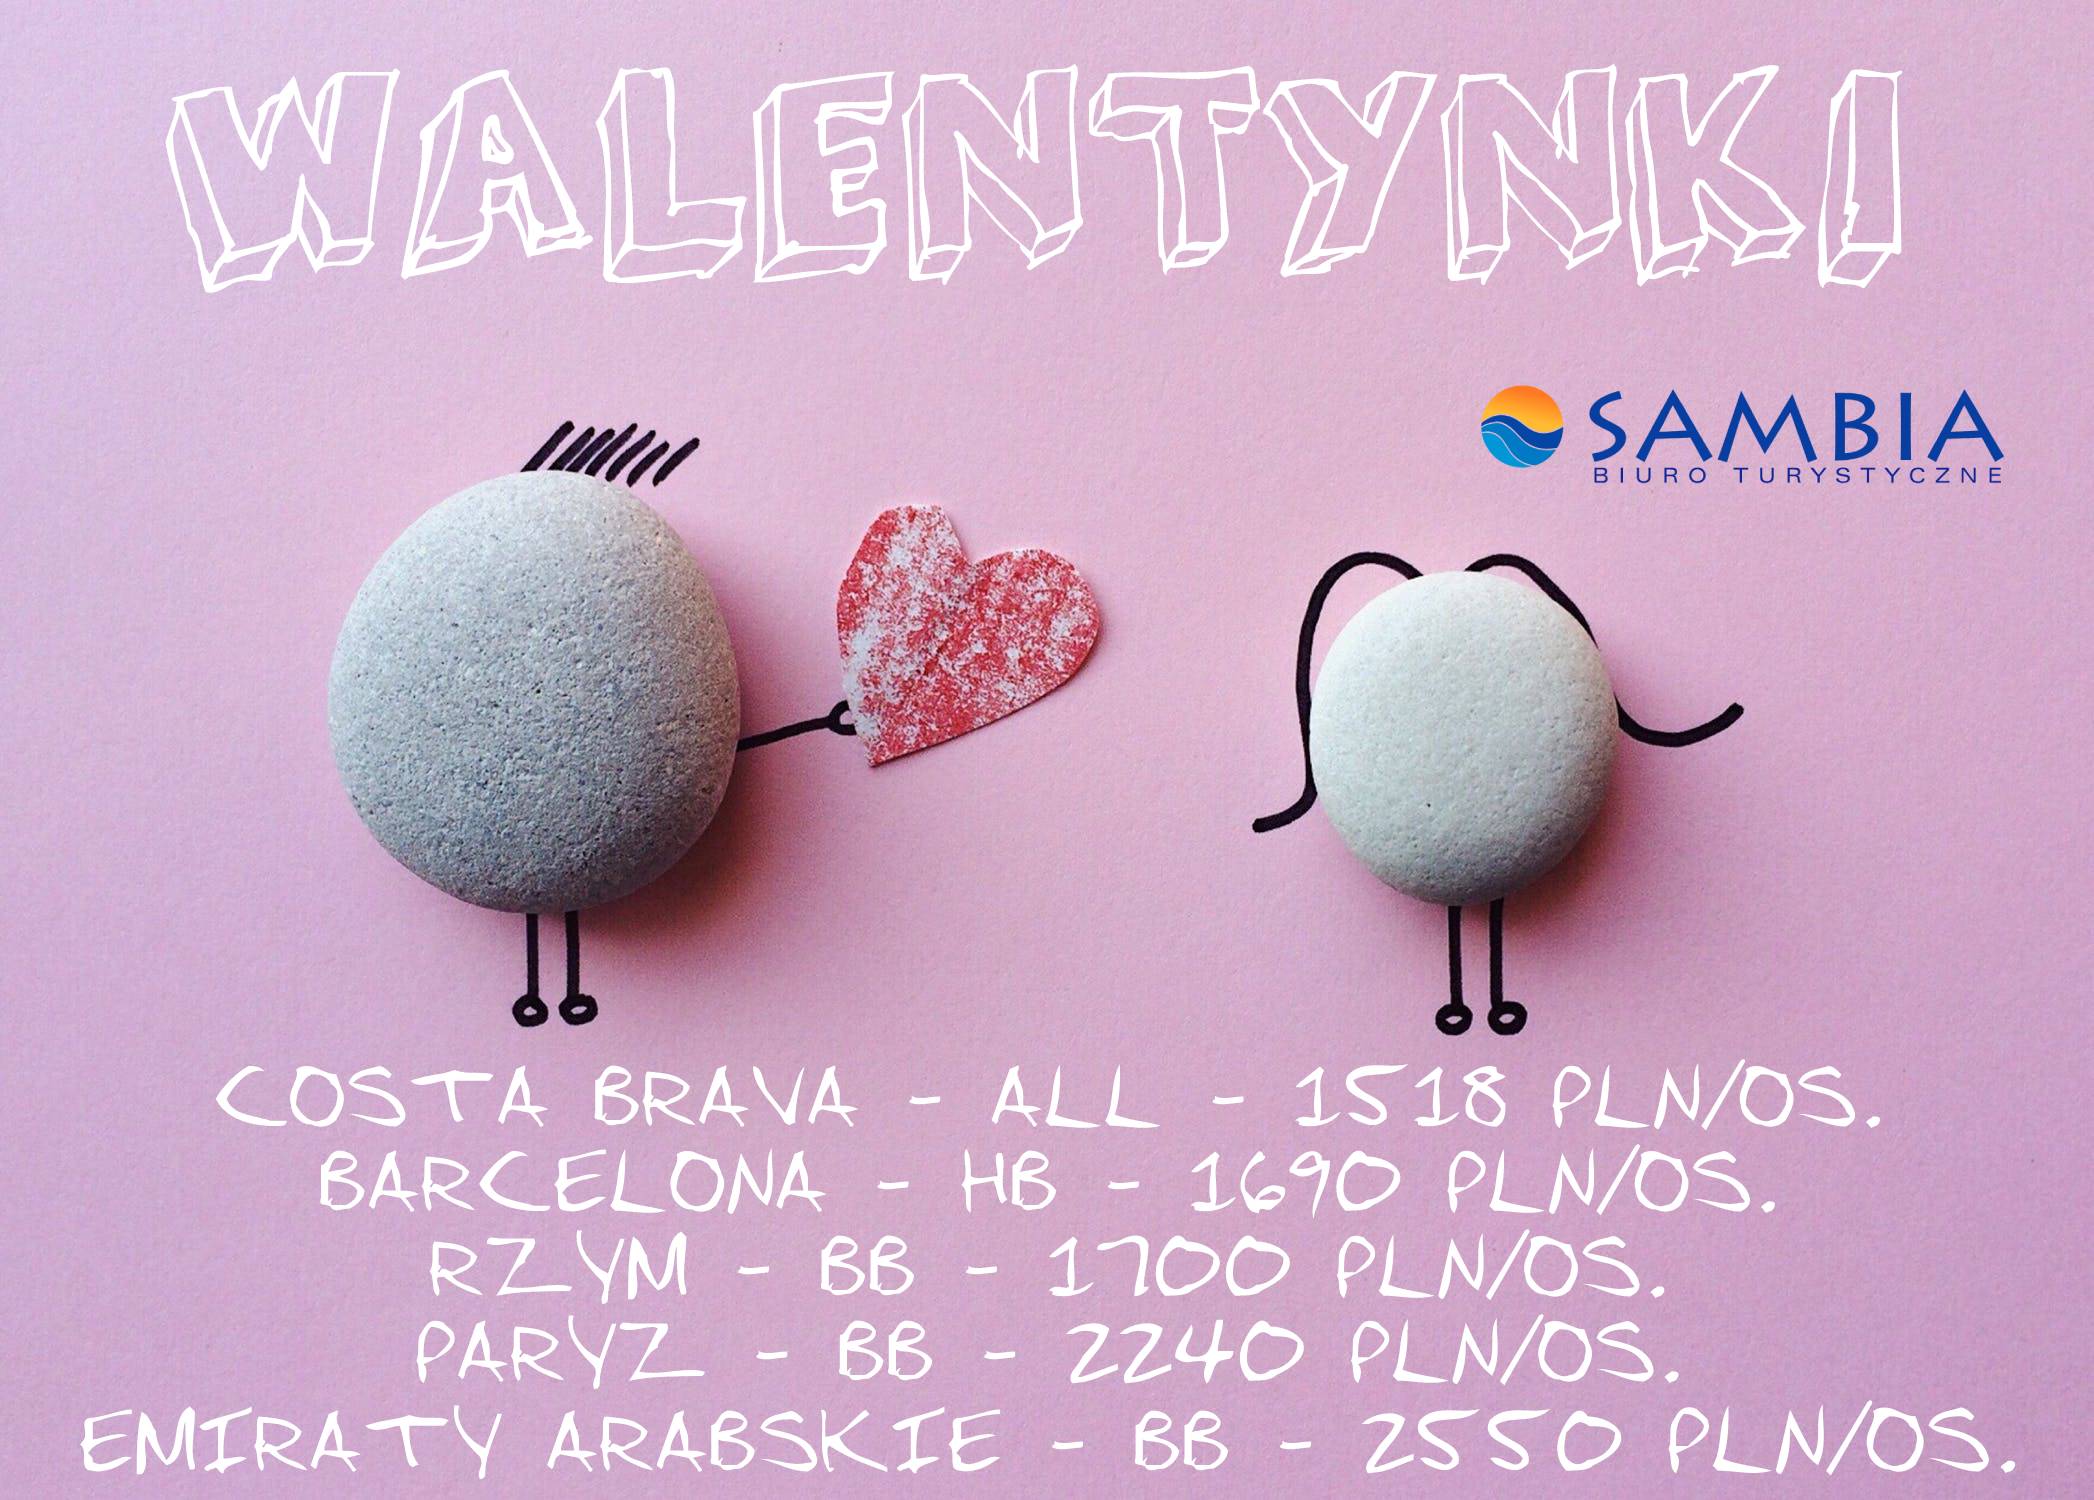 WALENTYNKI
SAMBIA
BIURO TURYSTYCZNE
COSTA BRAVA - ALL - 1518 PLN/OS.
BARCELONA - HB - 1690 PLN/OS.
RZYM - BB - 1700 PLN/OS.
PARYZ - BB - 2240 PLN/OS.
EMIRATY ARABSKIE - BB - 2550 PLN/OS.